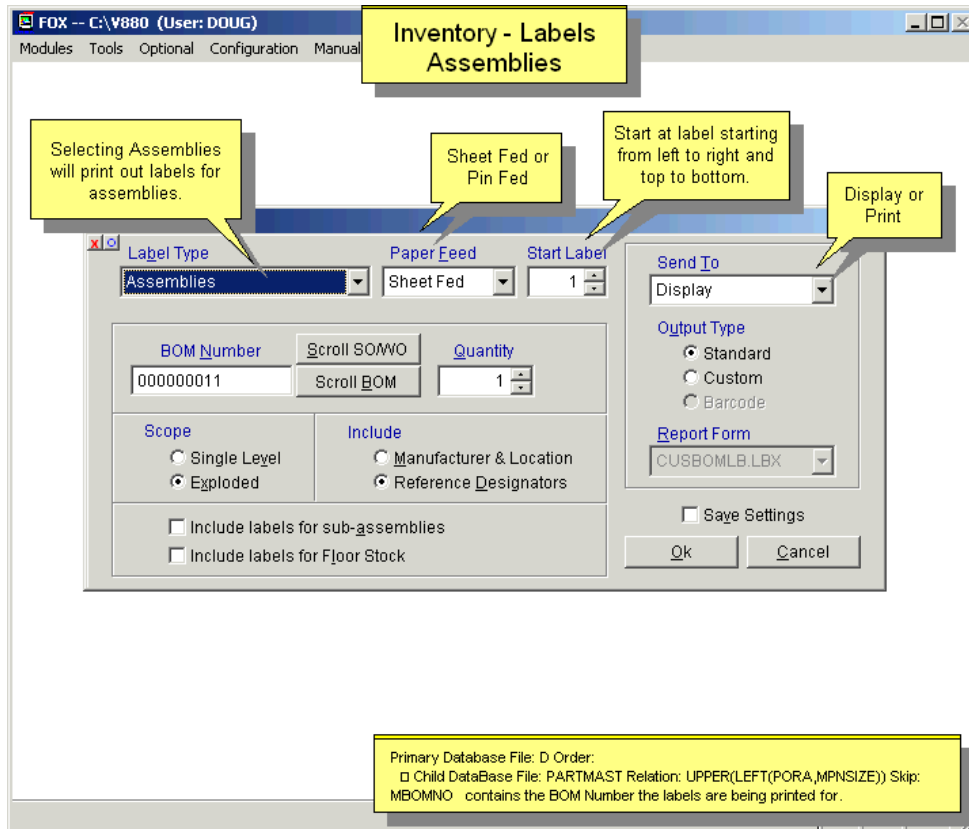 FOX -- C:\V880 (User: DOUG)
Modules Tools Optional Configuration Manual
Inventory - Labels
Assemblies
Selecting Assemblies
will print out labels for
assemblies.
Sheet Fed or
Pin Fed
Start at label starting
from left to right and
top to bottom.
Display or
Print
Label Type
Paper Feed
Start Label
Assemblies
Sheet Fed
1
Send To
Display
BOM Number
Scroll SO/WO
Quantity
000000011
Scroll BOM
1
Output Type
Standard
Custom
Barcode
Scope
Include
Single Level
Manufacturer & Location
Exploded
Reference Designators
Report Form
CUSBOMLB.LBX
Include labels for sub-assemblies
Include labels for Floor Stock
Save Settings
Ok
Cancel
Primary Database File: D Order:
Child DataBase File: PARTMAST Relation: UPPER(LEFT(PORA,MPNSIZE)) Skip:
MBOMNO contains the BOM Number the labels are being printed for.